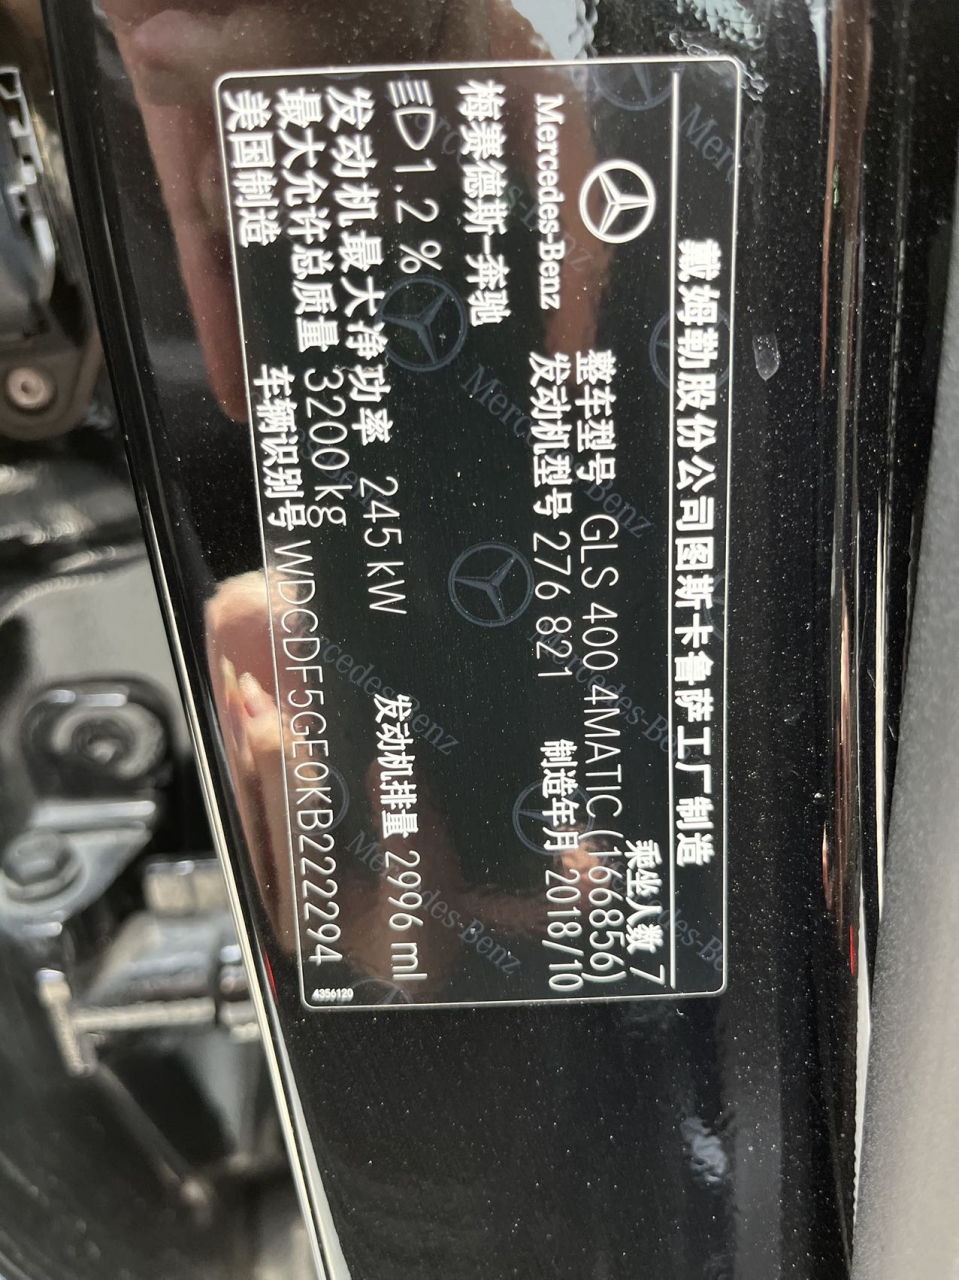 戴姆勒股份公司图斯卡鲁萨工厂制造
乘坐人数 7
整车型号 GLS 400 4MATIC (166856)
Mercedes-Benz
发动机型号 276 821 制造年月 2018/10
梅赛德斯-奔驰
1.2 %
发动机最大净功率 245 kW 发动机排量 2996 ml
最大允许总质量 3200kg
美国制造 车辆识别号 WDCDF5GE0KB222294
4356120